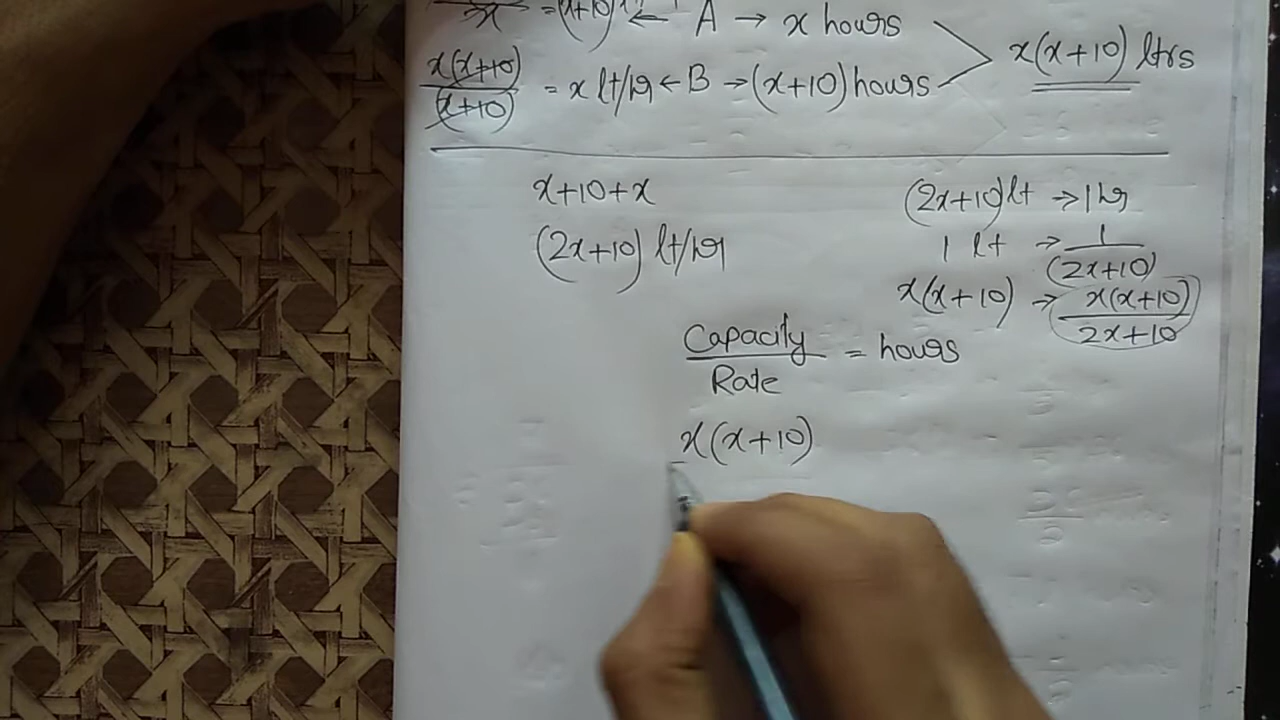 x = (x+10) ← A → x hours
x(x+10)/(x+10) = x lt/hr ← B → (x+10) hours
x(x+10) ltrs
x+10+x
(2x+10) lt/hr
(2x+10) lt → 1 hr
1 lt → 1/(2x+10)
x(x+10) → x(x+10)/2x+10
Capacity/Rate = hours
x(x+10)